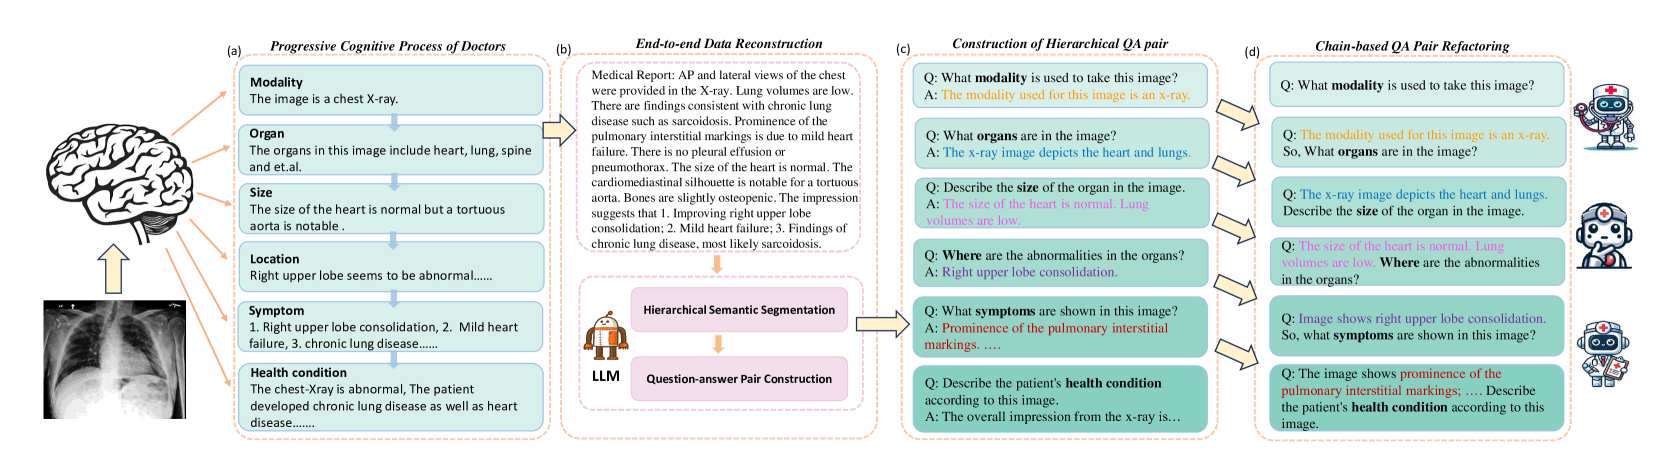 (a)
Progressive Cognitive Process of Doctors
Modality
The image is a chest X-ray.
Organ
The organs in this image include heart, lung, spine
and et.al.
Size
The size of the heart is normal but a tortuous
aorta is notable .
Location
Right upper lobe seems to be abnormal......
Symptom
1. Right upper lobe consolidation, 2. Mild heart
failure, 3. chronic lung disease......
Health condition
The chest-Xray is abnormal, The patient
developed chronic lung disease as well as heart
disease.......
(b)
End-to-end Data Reconstruction
Medical Report: AP and lateral views of the chest
were provided in the X-ray. Lung volumes are low.
There are findings consistent with chronic lung
disease such as sarcoidosis. Prominence of the
pulmonary interstitial markings is due to mild heart
failure. There is no pleural effusion or
pneumothorax. The size of the heart is normal. The
cardiomediastinal silhouette is notable for a tortuous
aorta. Bones are slightly osteopenic. The impression
suggests that 1. Improving right upper lobe
consolidation; 2. Mild heart failure; 3. Findings of
chronic lung disease, most likely sarcoidosis.
LLM
Hierarchical Semantic Segmentation
Question-answer Pair Construction
(c)
Construction of Hierarchical QA pair
Q: What modality is used to take this image?
A: The modality used for this image is an x-ray.
Q: What organs are in the image?
A: The x-ray image depicts the heart and lungs.
Q: Describe the size of the organ in the image.
A: The size of the heart is normal. Lung
volumes are low.
Q: Where are the abnormalities in the organs?
A: Right upper lobe consolidation.
Q: What symptoms are shown in this image?
A: Prominence of the pulmonary interstitial
markings. ….
Q: Describe the patient's health condition
according to this image.
A: The overall impression from the x-ray is…
(d)
Chain-based QA Pair Refactoring
Q: What modality is used to take this image?
Q: The modality used for this image is an x-ray.
So, What organs are in the image?
Q: The x-ray image depicts the heart and lungs.
Describe the size of the organ in the image.
Q: The size of the heart is normal. Lung
volumes are low. Where are the abnormalities
in the organs?
Q: Image shows right upper lobe consolidation.
So, what symptoms are shown in this image?
Q: The image shows prominence of the
pulmonary interstitial markings; …. Describe
the patient's health condition according to this
image.